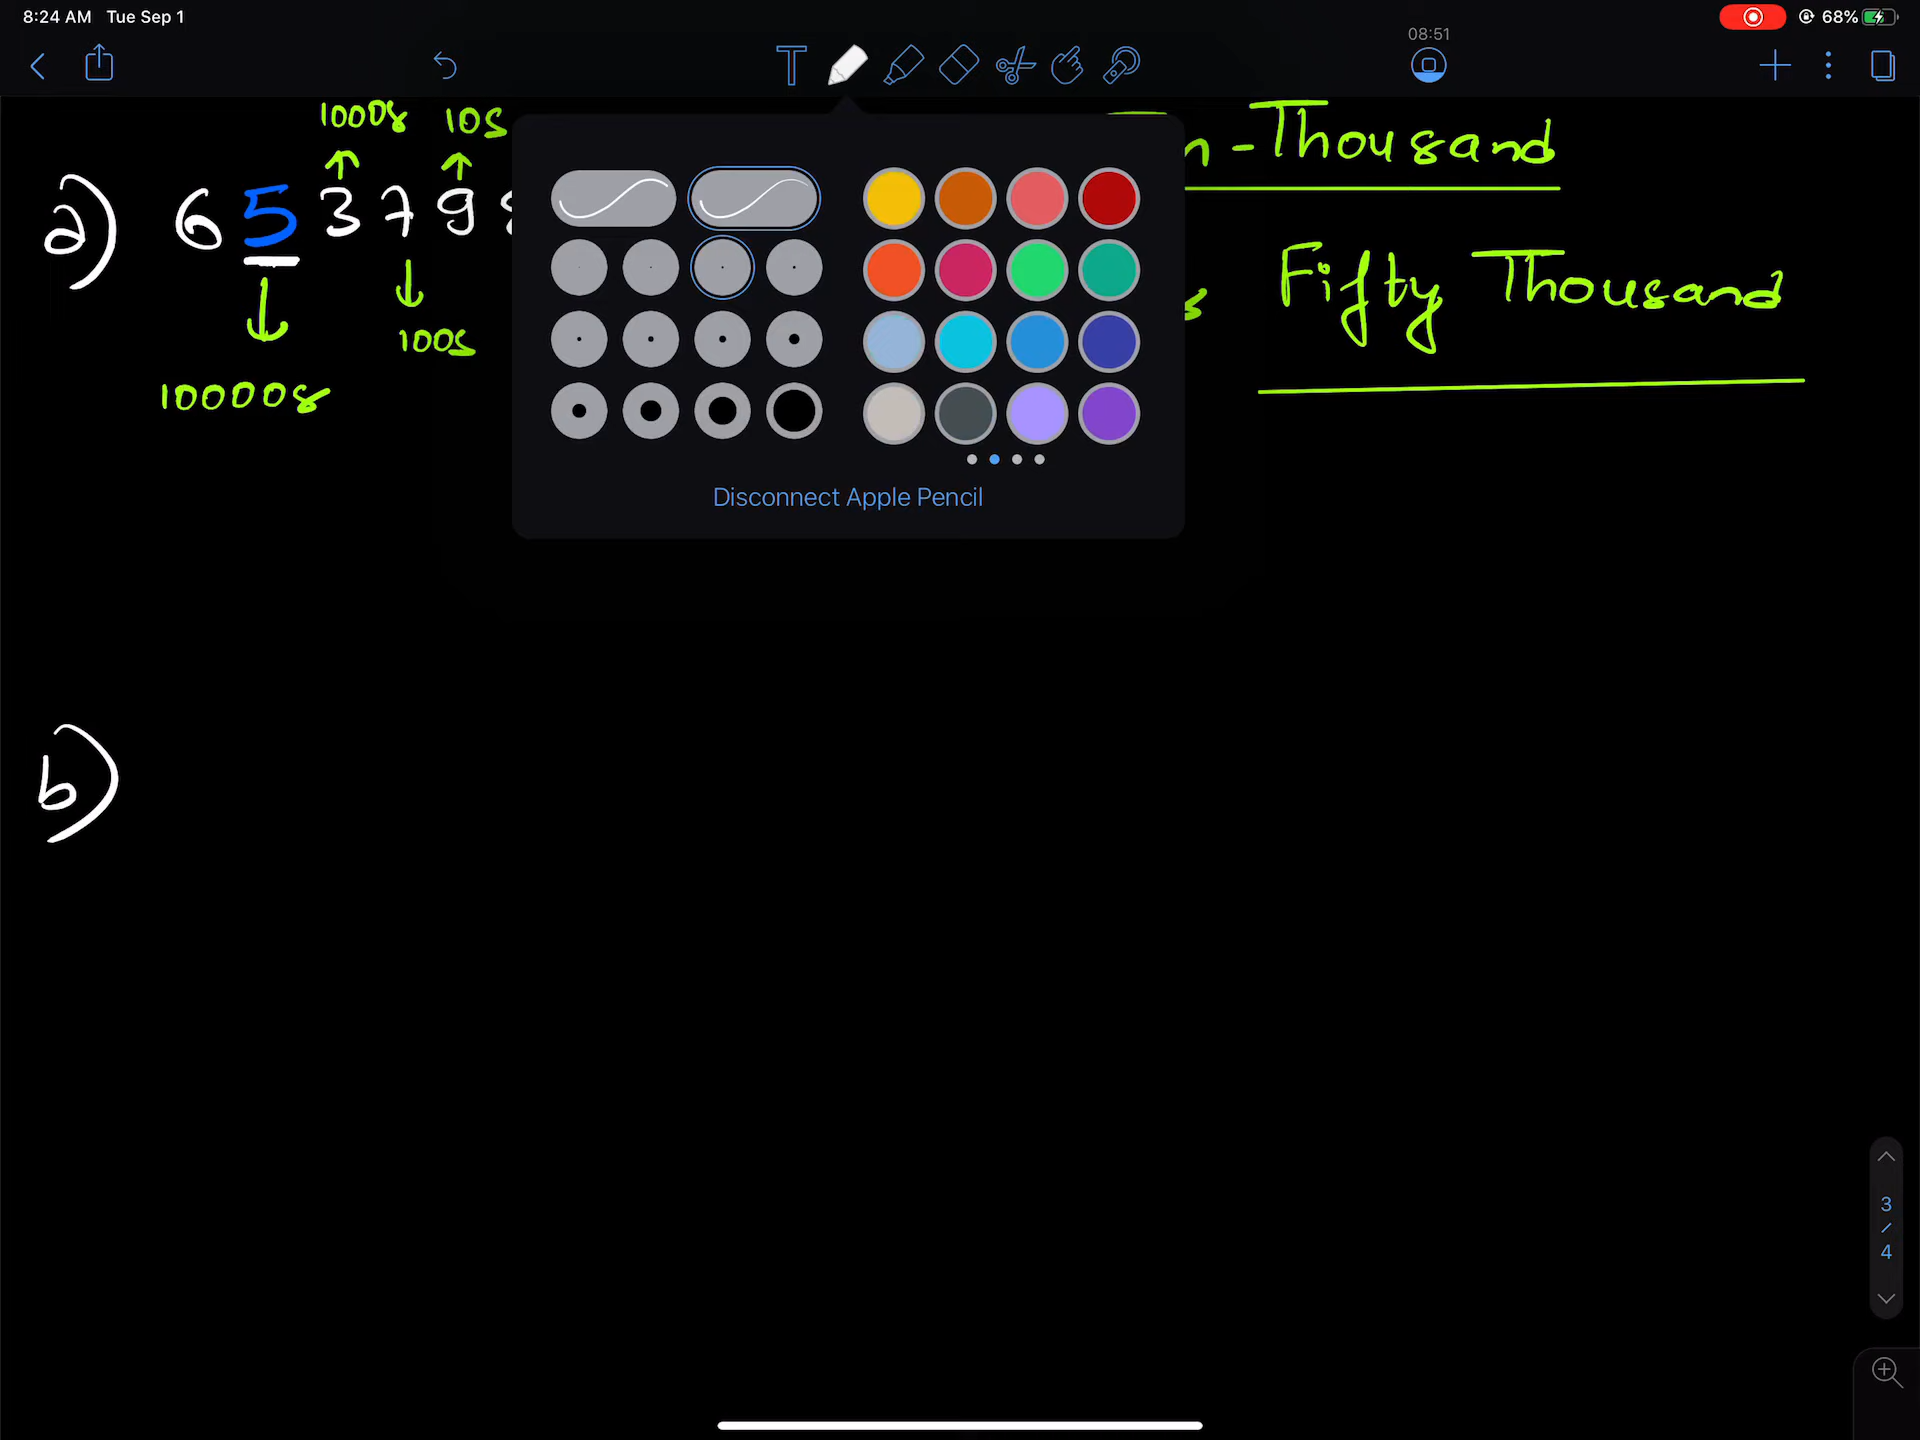 8:24 AM Tue Sep 1
68%
08:51
T
1000s 10s
Thousand
a) 6 5 3 7 9
Fifty Thousand
100s
10000s
Disconnect Apple Pencil
b)
3
/
4